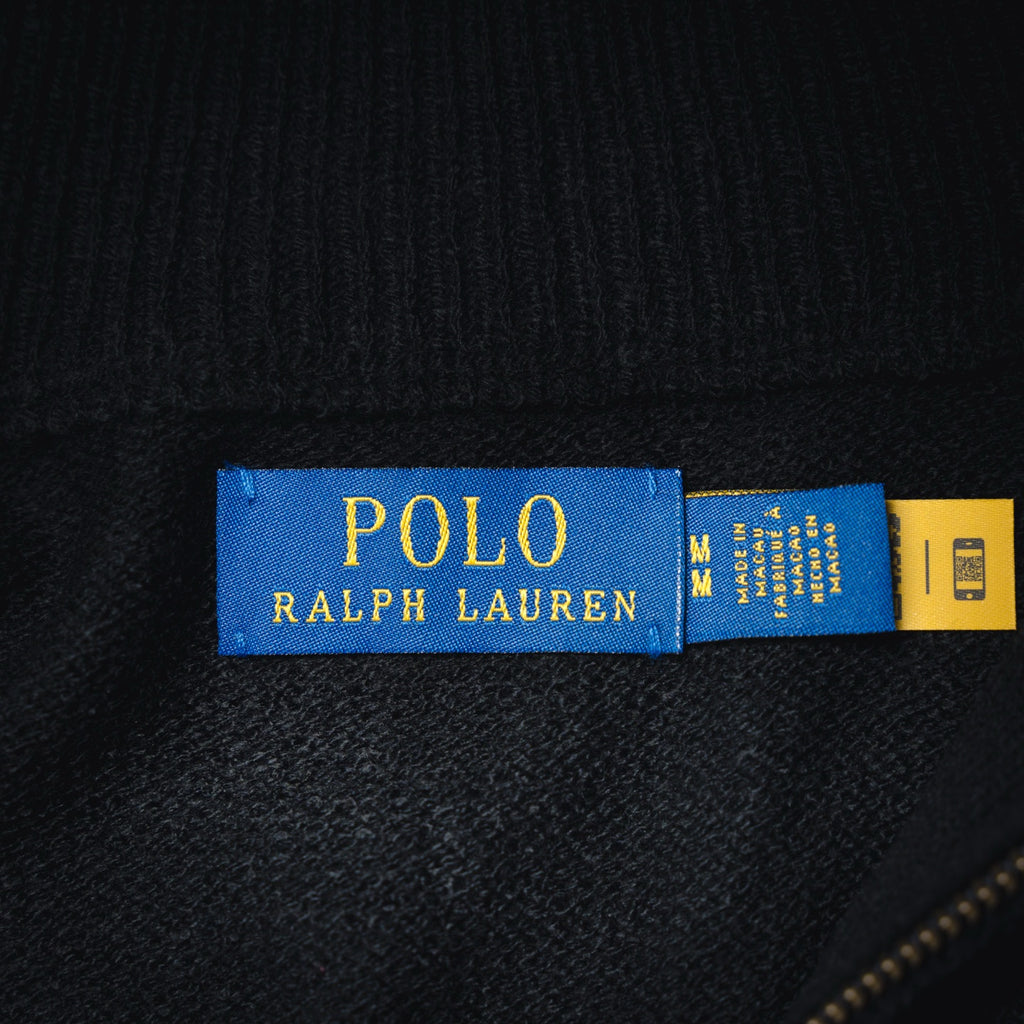 POLO
RALPH LAUREN
M
M
MADE IN
MACAU
FABRIQUÉ À
MACAO
HECHO EN
MACAO